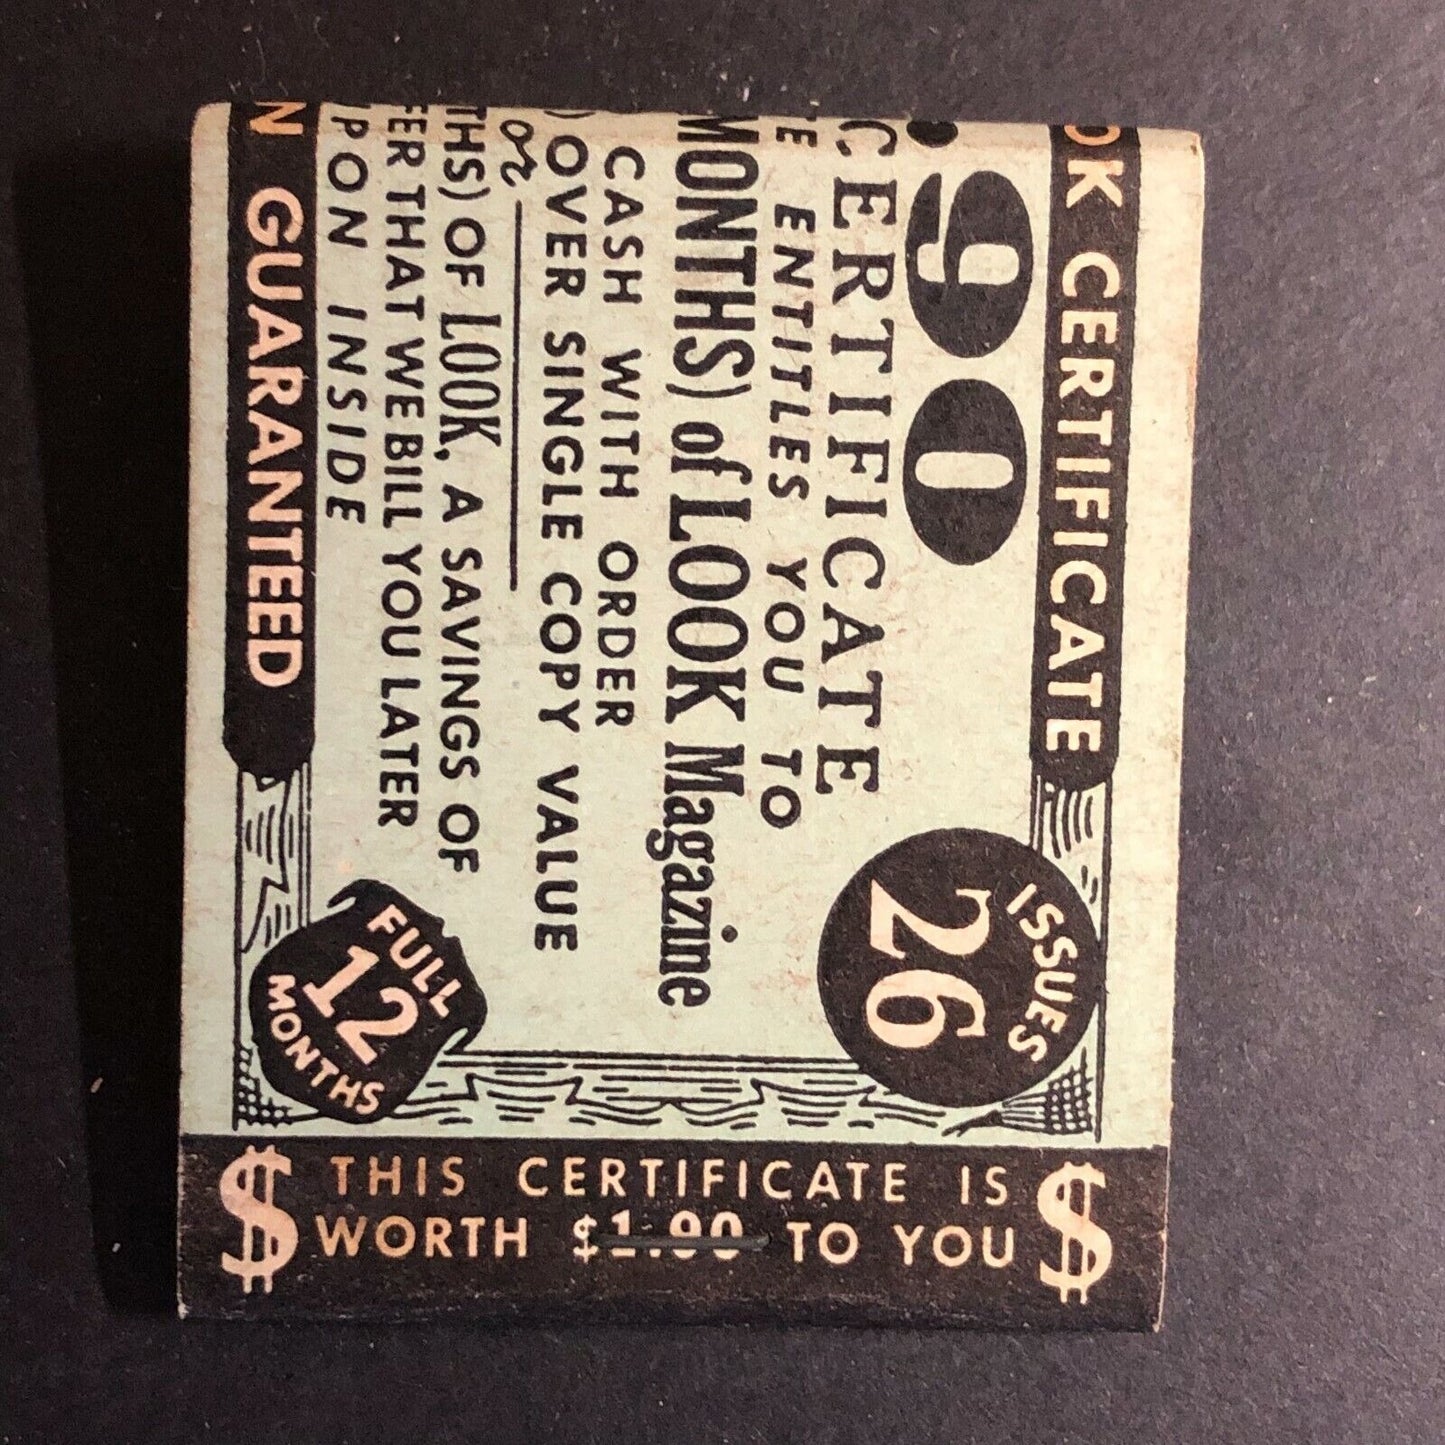 OK CERTIFICATE
.90
CERTIFICATE
ENTITLES YOU TO
MONTHS) of LOOK Magazine
CASH WITH ORDER
) OVER SINGLE COPY VALUE
or
THS) OF LOOK, A SAVINGS OF
FER THAT WE BILL YOU LATER
PON INSIDE
N GUARANTEED
26
ISSUES
FULL
12
MONTHS
$ THIS CERTIFICATE IS $
WORTH $1.90 TO YOU